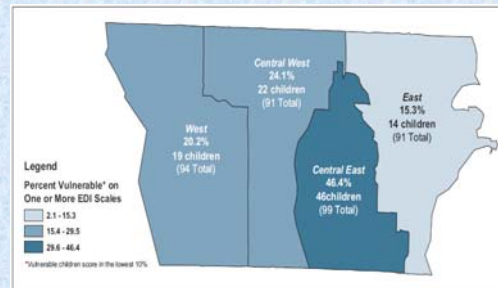 Central West
24.1%
22 children
(91 Total)
East
15.3%
14 children
(91 Total)
West
20.2%
19 children
(94 Total)
Central East
46.4%
46children
(99 Total)
Legend
Percent Vulnerable* on
One or More EDI Scales
2.1 - 15.3
15.4 - 29.5
29.6 - 46.4
*Vulnerable children score in the lowest 10%